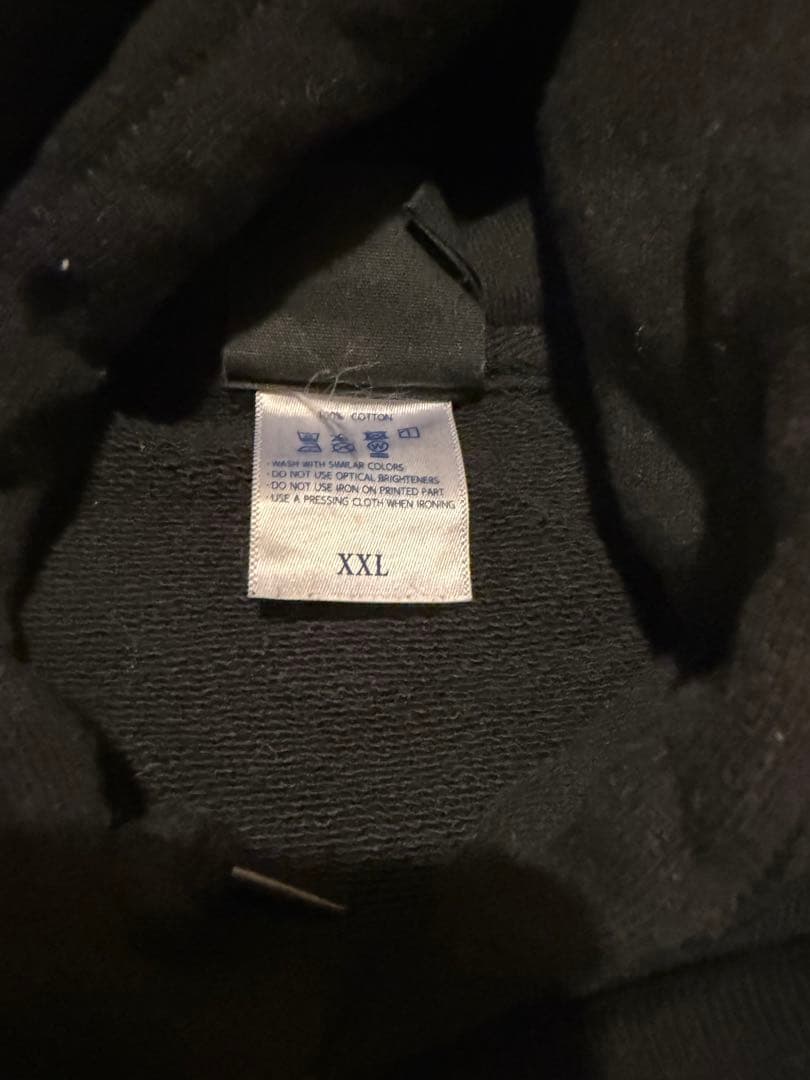 100% COTTON
W
· WASH WITH SIMILAR COLORS
· DO NOT USE OPTICAL BRIGHTENERS
· DO NOT USE IRON ON PRINTED PART
· USE A PRESSING CLOTH WHEN IRONING
XXL